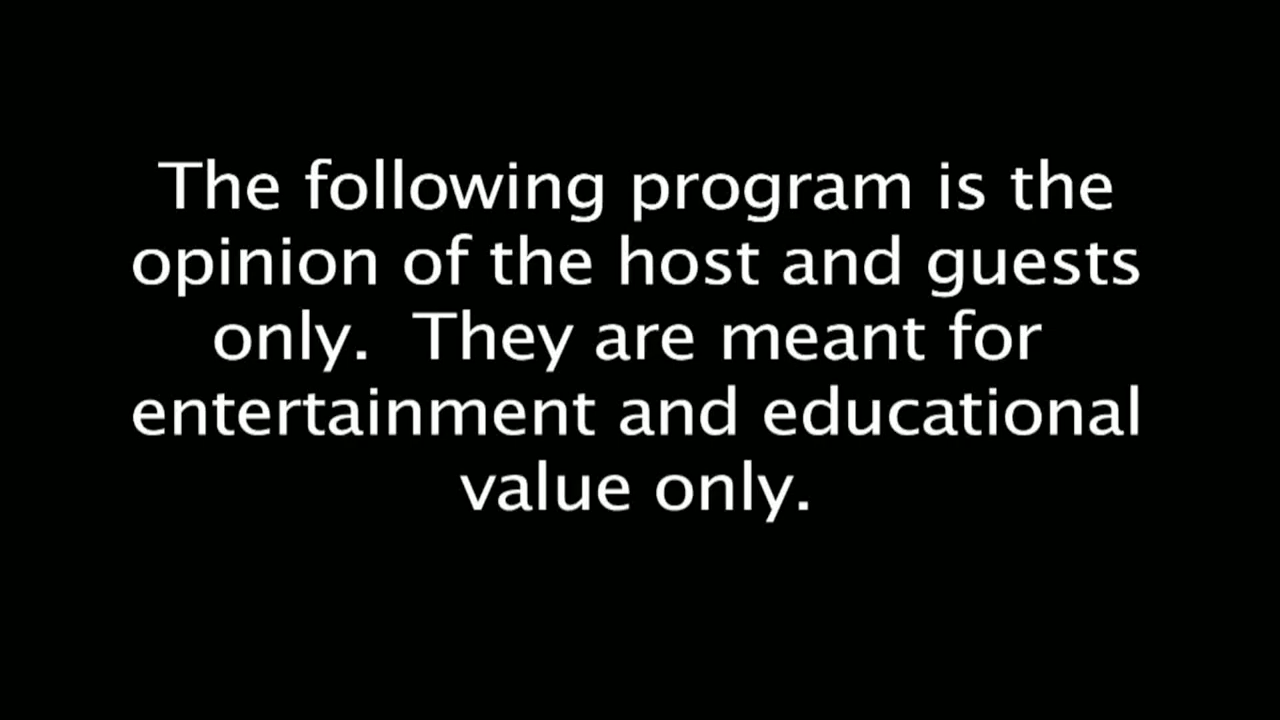 The following program is the
opinion of the host and guests
only.  They are meant for
entertainment and educational
value only.